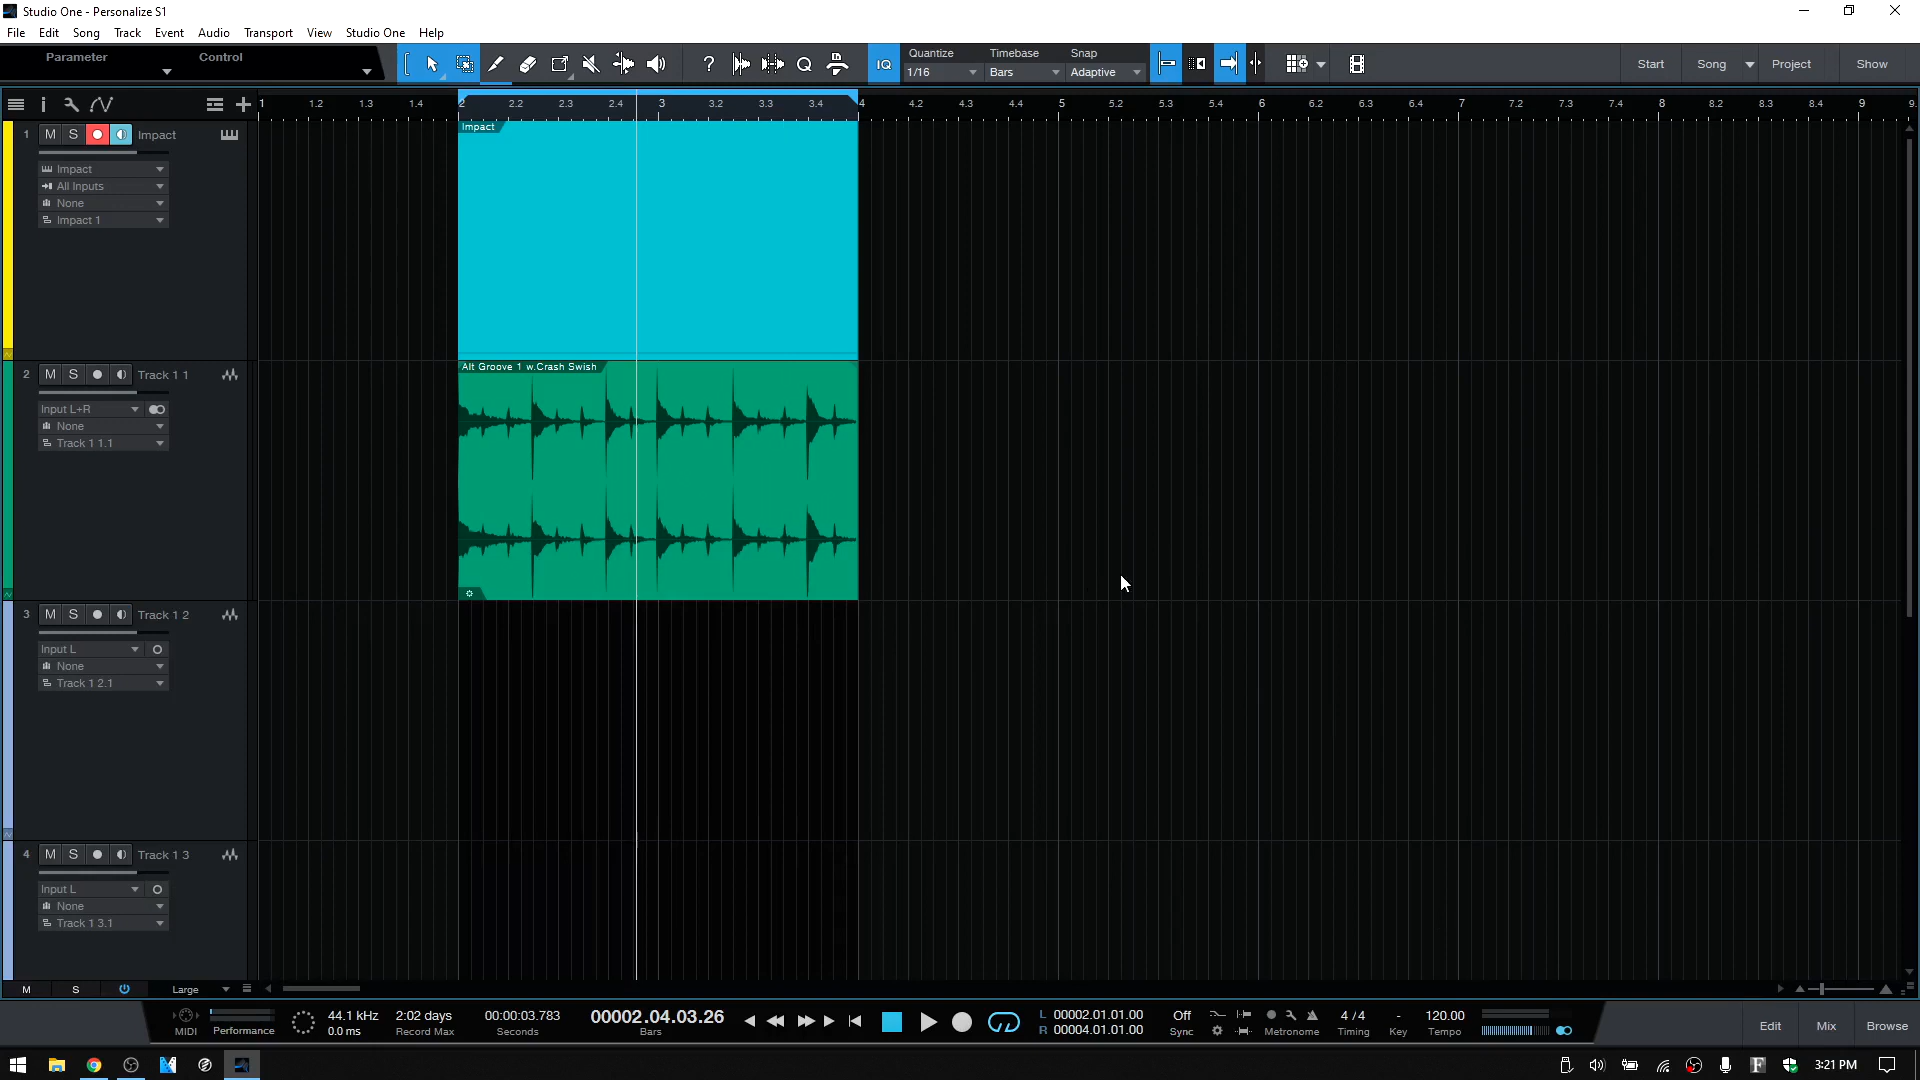 Studio One - Personalize S1
File Edit Song Track Event Audio Transport View Studio One Help
Parameter Control
Quantize Timebase Snap
1/16 Bars Adaptive
IQ
Start Song Project Show
1 1.2 1.3 1.4 2 2.2 2.3 2.4 3 3.2 3.3 3.4 4 4.2 4.3 4.4 5 5.2 5.3 5.4 6 6.2 6.3 6.4 7 7.2 7.3 7.4 8 8.2 8.3 8.4 9 9.
1 M S Impact
Impact
All Inputs
None
Impact 1
Impact
2 M S Track 1 1
Input L+R
None
Track 1 1.1
Alt Groove 1 w.Crash Swish
3 M S Track 1 2
Input L
None
Track 1 2.1
4 M S Track 1 3
Input L
None
Track 1 3.1
M S Large
MIDI Performance
44.1 kHz
0.0 ms
2:02 days
Record Max
00:00:03.783
Seconds
00002.04.03.26
Bars
L 00002.01.01.00
R 00004.01.01.00
Off
Sync
Metronome
4 / 4
Timing
-
Key
120.00
Tempo
Edit Mix Browse
3:21 PM